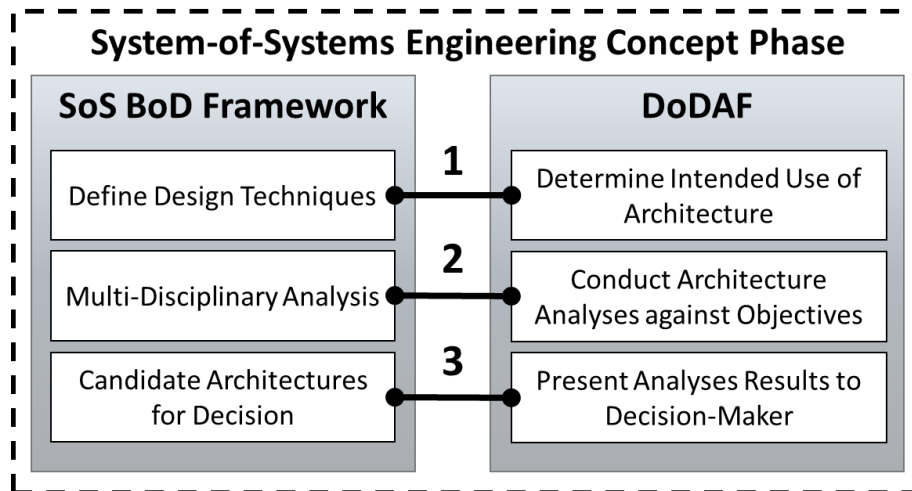 System-of-Systems Engineering Concept Phase
SoS BoD Framework
DoDAF
1
Define Design Techniques
Determine Intended Use of
Architecture
2
Multi-Disciplinary Analysis
Conduct Architecture
Analyses against Objectives
3
Candidate Architectures
for Decision
Present Analyses Results to
Decision-Maker